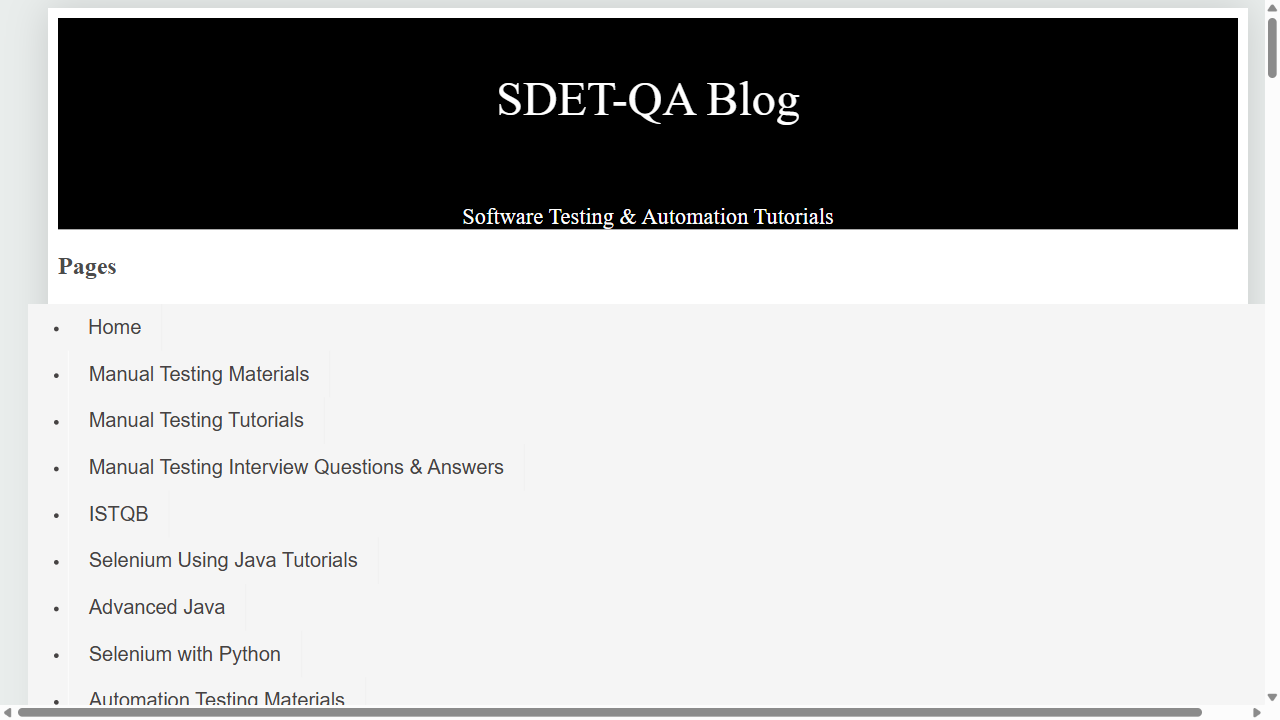 SDET-QA Blog
Software Testing & Automation Tutorials
Pages
Home
Manual Testing Materials
Manual Testing Tutorials
Manual Testing Interview Questions & Answers
ISTQB
Selenium Using Java Tutorials
Advanced Java
Selenium with Python
Automation Testing Materials